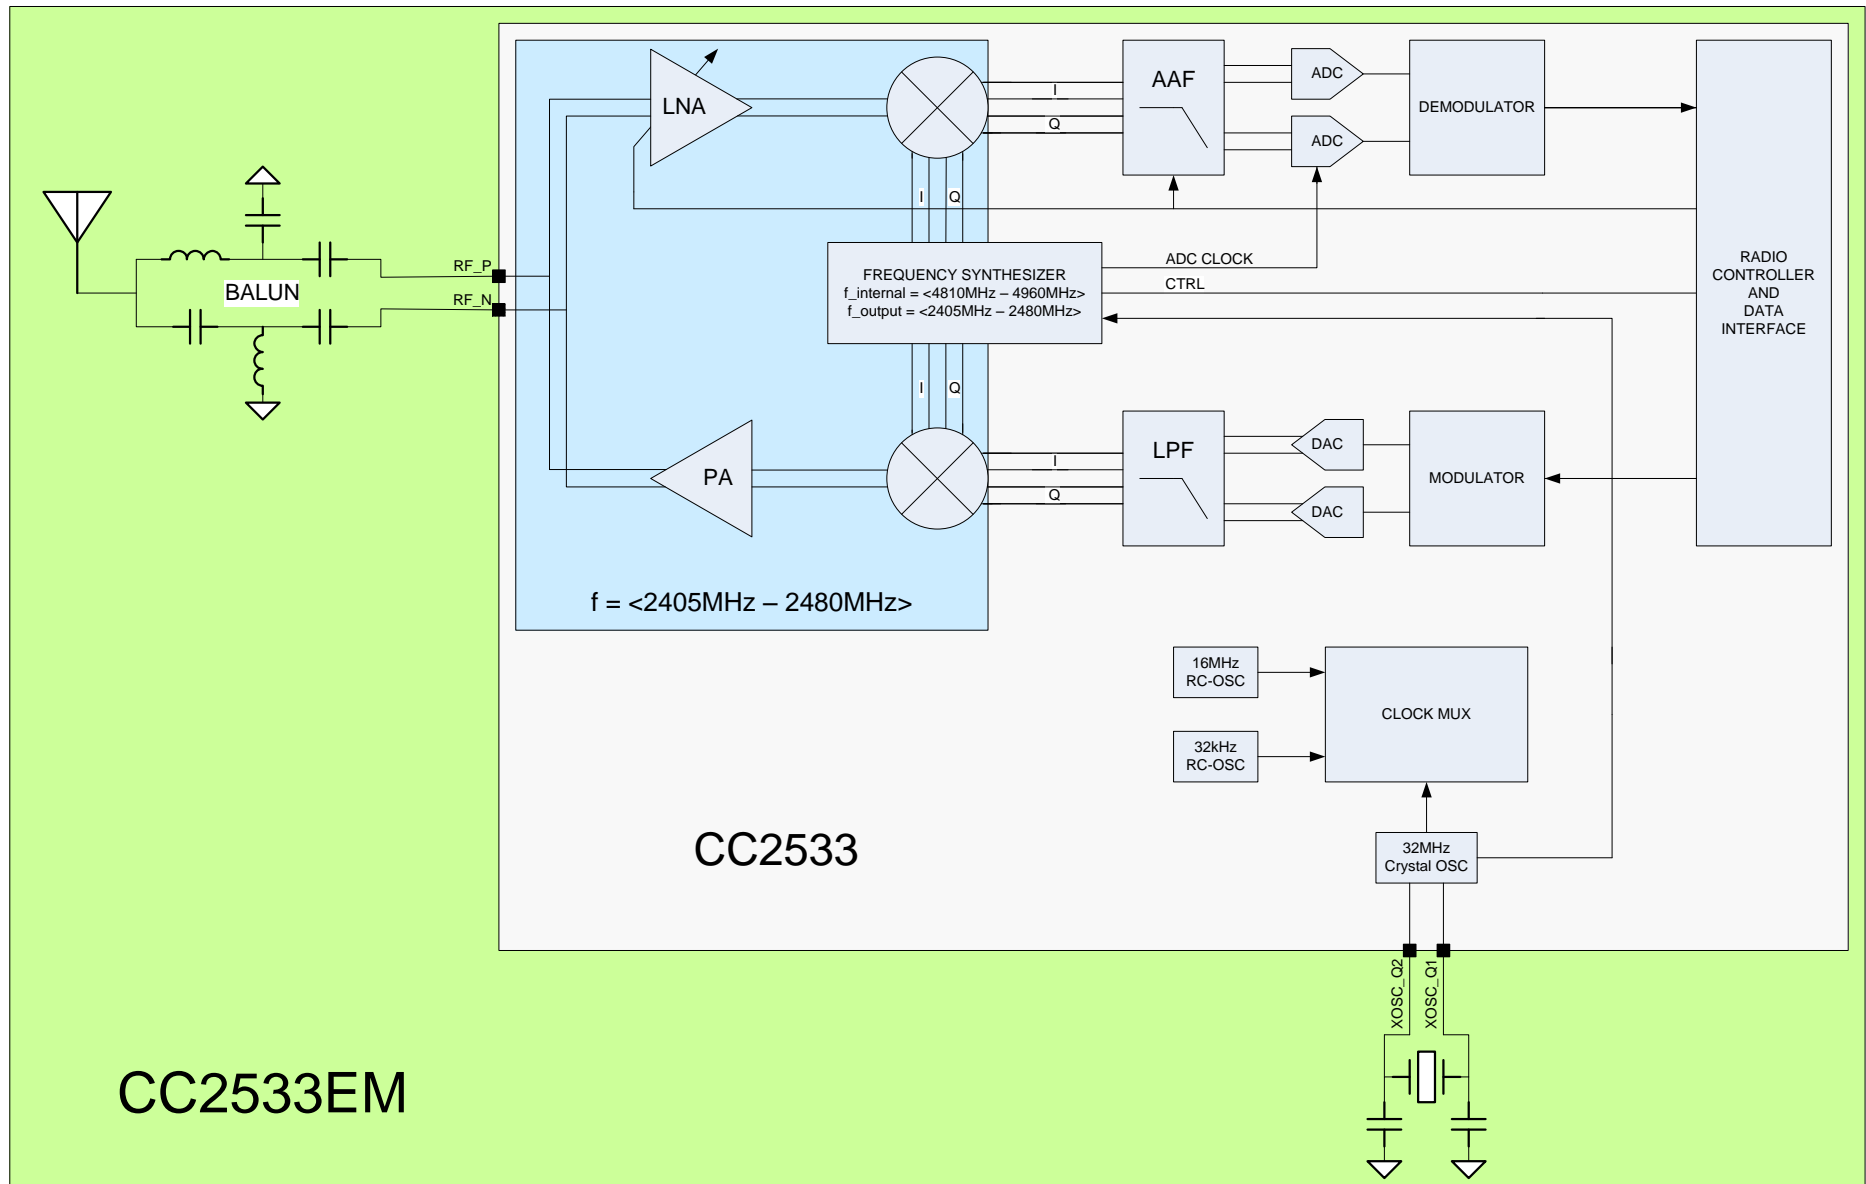 LNA
I
Q
AAF
ADC
ADC
DEMODULATOR
I
Q
RF_P
BALUN
RF_N
FREQUENCY SYNTHESIZER
f_internal = <4810MHz – 4960MHz>
f_output = <2405MHz – 2480MHz>
ADC CLOCK
CTRL
RADIO
CONTROLLER
AND
DATA
INTERFACE
I
Q
PA
I
Q
LPF
DAC
DAC
MODULATOR
f = <2405MHz – 2480MHz>
16MHz
RC-OSC
32kHz
RC-OSC
CLOCK MUX
CC2533
32MHz
Crystal OSC
XOSC_Q2
XOSC_Q1
CC2533EM